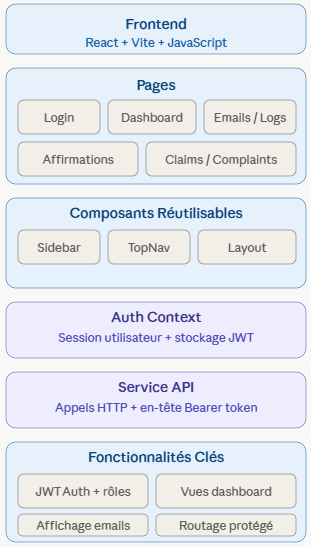 Frontend
React + Vite + JavaScript
Pages
Login Dashboard Emails / Logs
Affirmations Claims / Complaints
Composants Réutilisables
Sidebar TopNav Layout
Auth Context
Session utilisateur + stockage JWT
Service API
Appels HTTP + en-tête Bearer token
Fonctionnalités Clés
JWT Auth + rôles Vues dashboard
Affichage emails Routage protégé